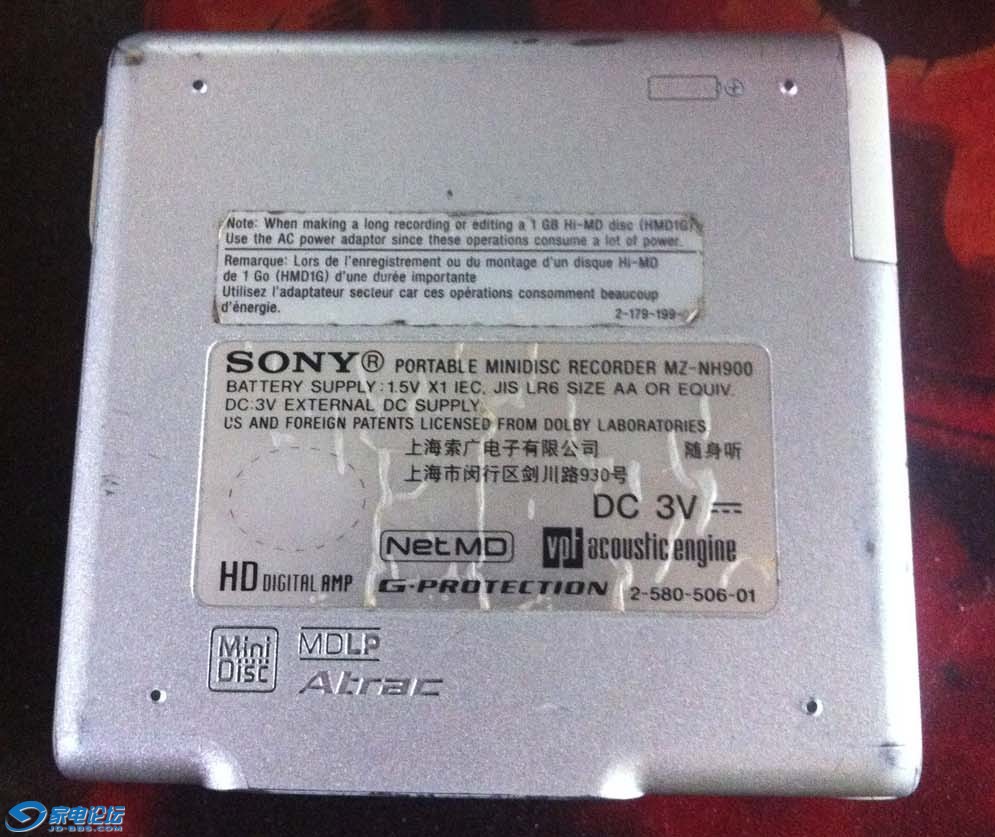 Note: When making a long recording or editing a 1 GB Hi-MD disc (HMD1G)
Use the AC power adaptor since these operations consume a lot of power.
Remarque: Lors de l'enregistrement ou du montage d'un disque Hi-MD
de 1 Go (HMD1G) d'une durée importante
Utilisez l'adaptateur secteur car ces opérations consomment beaucoup
d'énergie.
2-179-199-
SONY® PORTABLE MINIDISC RECORDER MZ-NH900
BATTERY SUPPLY:1.5V X1 IEC, JIS LR6 SIZE AA OR EQUIV.
DC:3V EXTERNAL DC SUPPLY
US AND FOREIGN PATENTS LICENSED FROM DOLBY LABORATORIES
上海索广电子有限公司 随身听
上海市闵行区剑川路930号
DC 3V
NetMD vpt acoustic engine
HD DIGITAL AMP G-PROTECTION 2-580-506-01
Mini Disc MDLP
Atrac
家电论坛
JD-BBS.COM